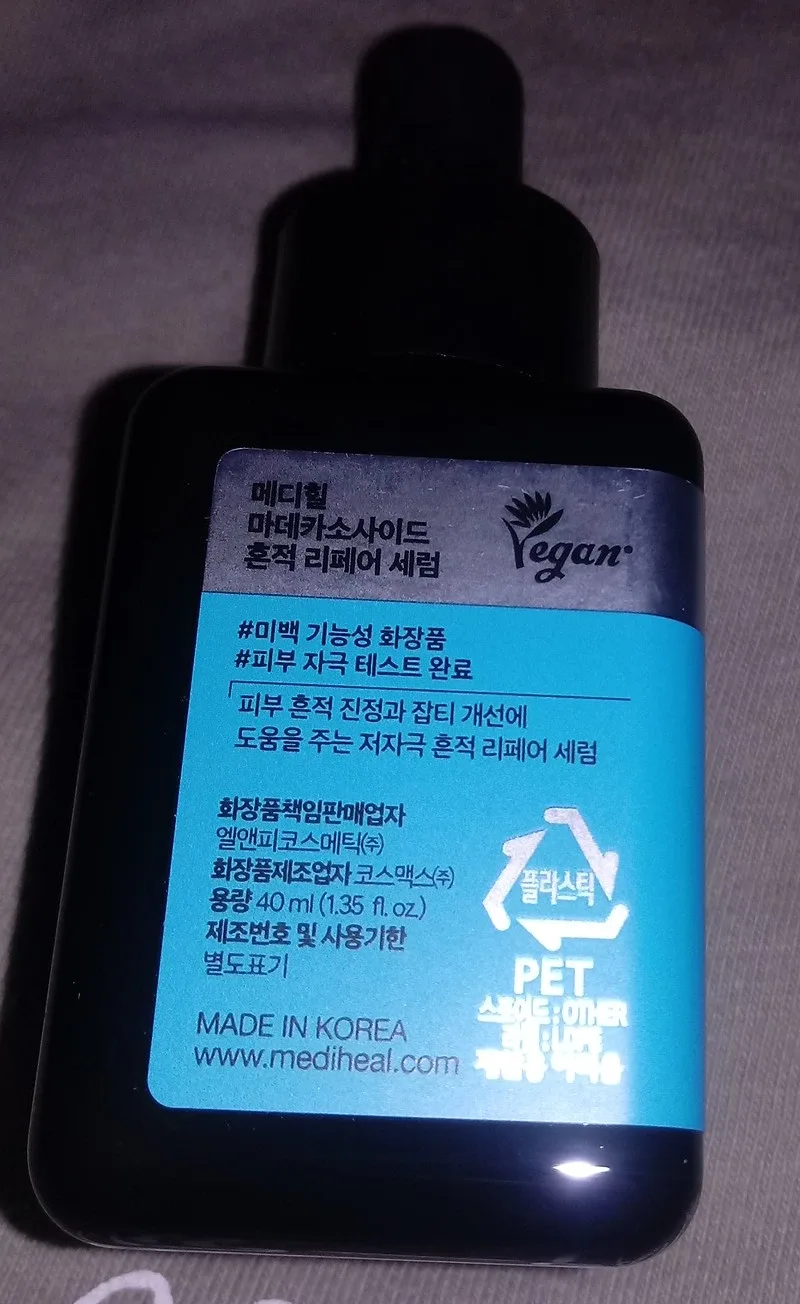 메디힐
마데카소사이드
흔적 리페어 세럼
Vegan
#미백 기능성 화장품
#피부 자극 테스트 완료
피부 흔적 진정과 잡티 개선에
도움을 주는 저자극 흔적 리페어 세럼
화장품책임판매업자
엘앤피코스메틱㈜
화장품제조업자 코스맥스㈜
용량 40 ml (1.35 fl. oz.)
제조번호 및 사용기한
별도표기
MADE IN KOREA
www.mediheal.com
플라스틱
PET
스포이드 : OTHER